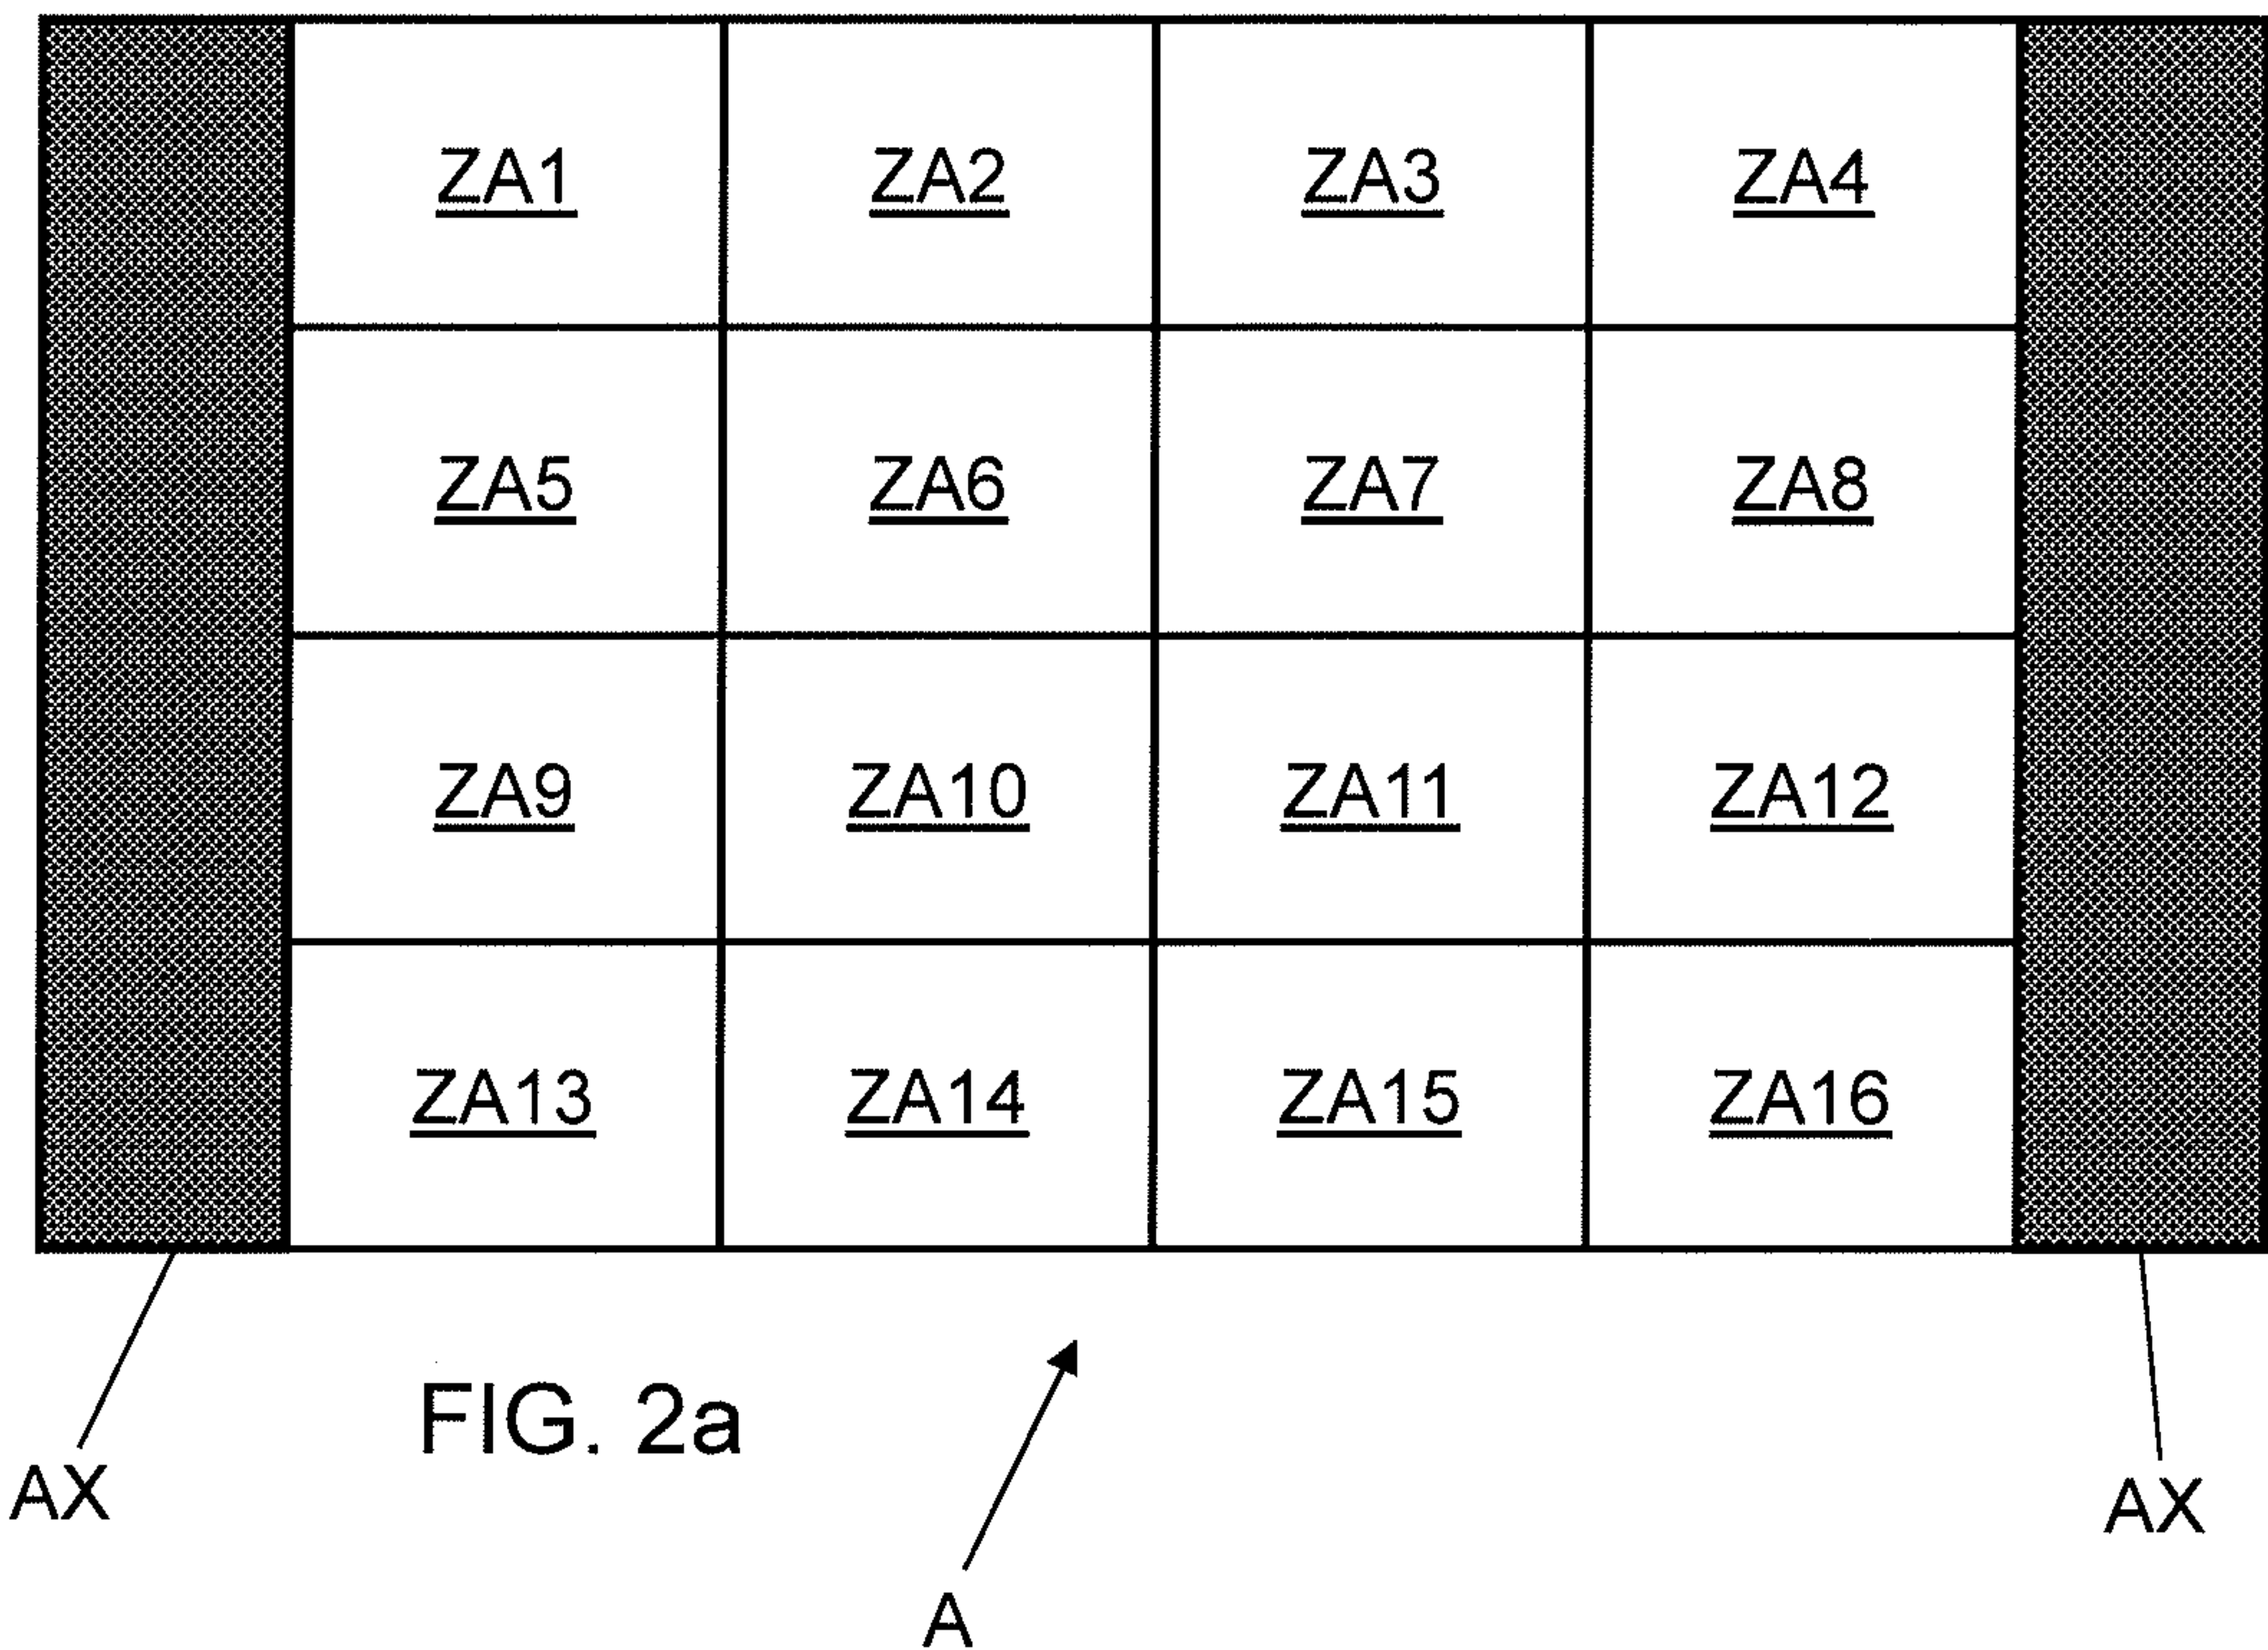 ZA1 ZA2 ZA3 ZA4
ZA5 ZA6 ZA7 ZA8
ZA9 ZA10 ZA11 ZA12
ZA13 ZA14 ZA15 ZA16
FIG. 2a
AX AX
A